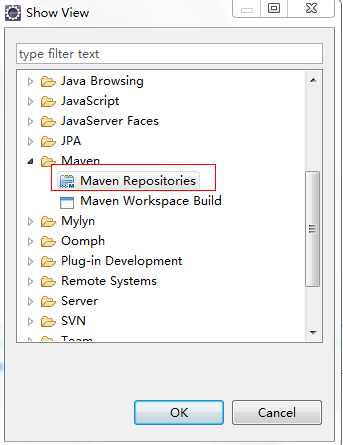 Show View
type filter text
Java Browsing
JavaScript
JavaServer Faces
JPA
Maven
Maven Repositories
Maven Workspace Build
Mylyn
Oomph
Plug-in Development
Remote Systems
Server
SVN
Team
OK
Cancel